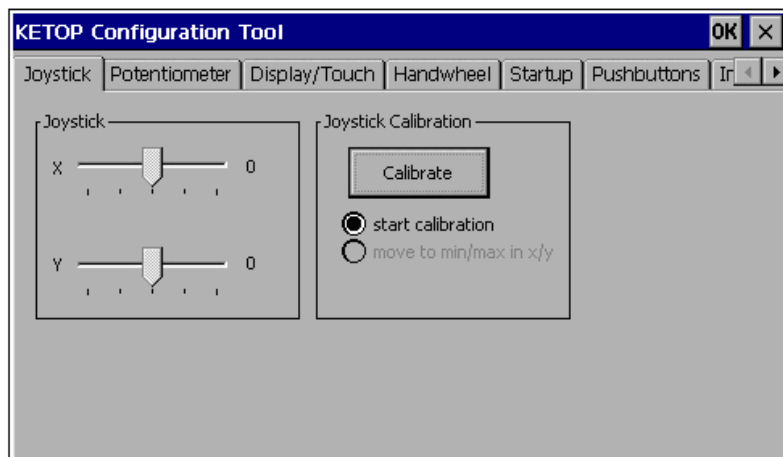 KETOP Configuration Tool OK
Joystick Potentiometer Display/Touch Handwheel Startup Pushbuttons
Joystick
X 0
Y 0
Joystick Calibration
Calibrate
start calibration
move to min/max in x/y